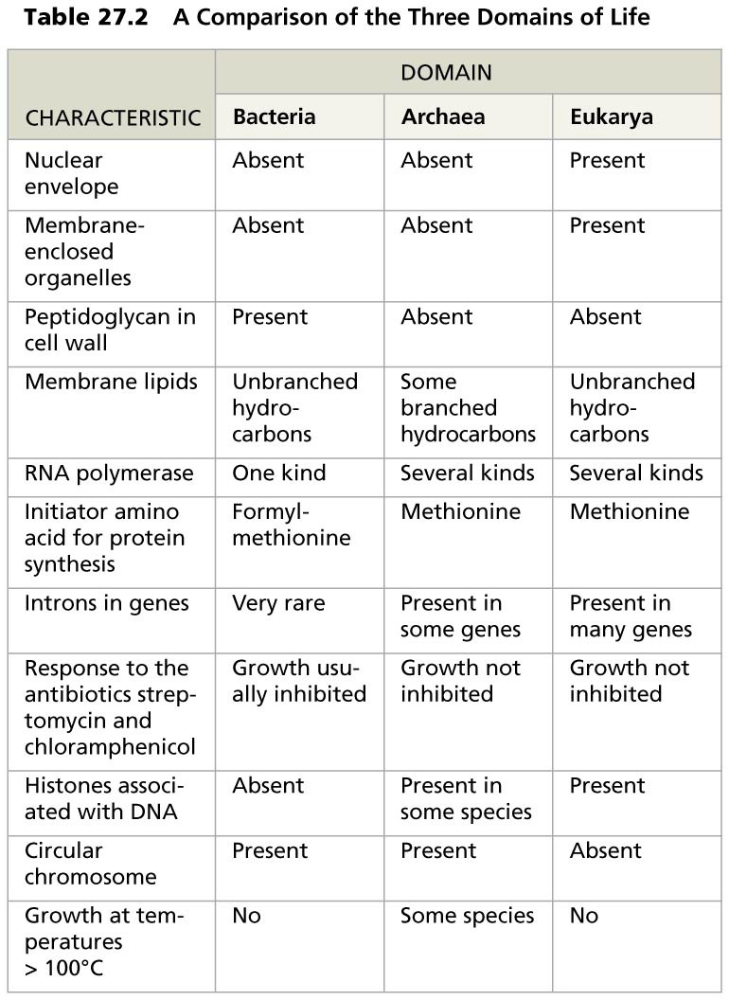 Table 27.2 A Comparison of the Three Domains of Life
DOMAIN
CHARACTERISTIC Bacteria Archaea Eukarya
Nuclear Absent Absent Present
envelope
Membrane- Absent Absent Present
enclosed
organelles
Peptidoglycan in Present Absent Absent
cell wall
Membrane lipids Unbranched Some Unbranched
hydro- branched hydro-
carbons hydrocarbons carbons
RNA polymerase One kind Several kinds Several kinds
Initiator amino Formyl- Methionine Methionine
acid for protein methionine
synthesis
Introns in genes Very rare Present in Present in
some genes many genes
Response to the Growth usu- Growth not Growth not
antibiotics strep- ally inhibited inhibited inhibited
tomycin and
chloramphenicol
Histones associ- Absent Present in Present
ated with DNA some species
Circular Present Present Absent
chromosome
Growth at tem- No Some species No
peratures
> 100°C